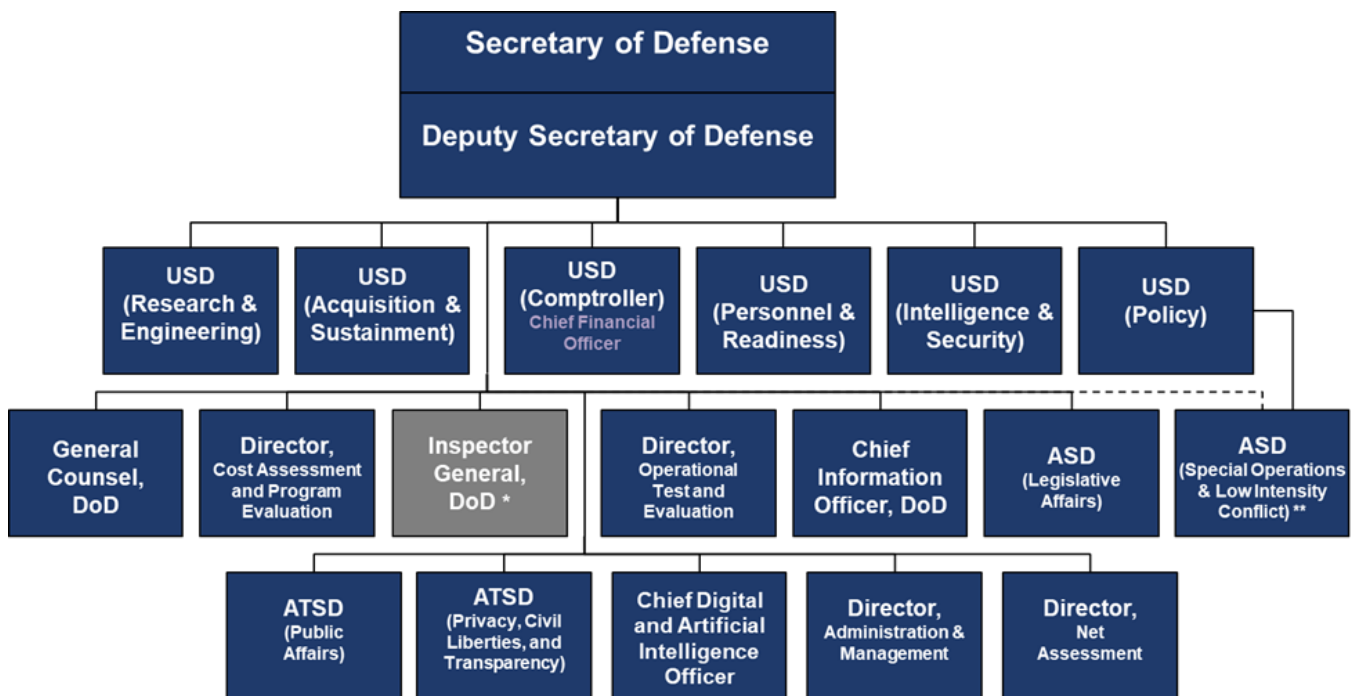 Secretary of Defense
Deputy Secretary of Defense
USD
(Research &
Engineering)
USD
(Acquisition &
Sustainment)
USD
(Comptroller)
Chief Financial
Officer
USD
(Personnel &
Readiness)
USD
(Intelligence &
Security)
USD
(Policy)
General
Counsel,
DoD
Director,
Cost Assessment
and Program
Evaluation
Inspector
General,
DoD *
Director,
Operational
Test and
Evaluation
Chief
Information
Officer, DoD
ASD
(Legislative
Affairs)
ASD
(Special Operations
& Low Intensity
Conflict) **
ATSD
(Public
Affairs)
ATSD
(Privacy, Civil
Liberties, and
Transparency)
Chief Digital
and Artificial
Intelligence
Officer
Director,
Administration &
Management
Director,
Net
Assessment